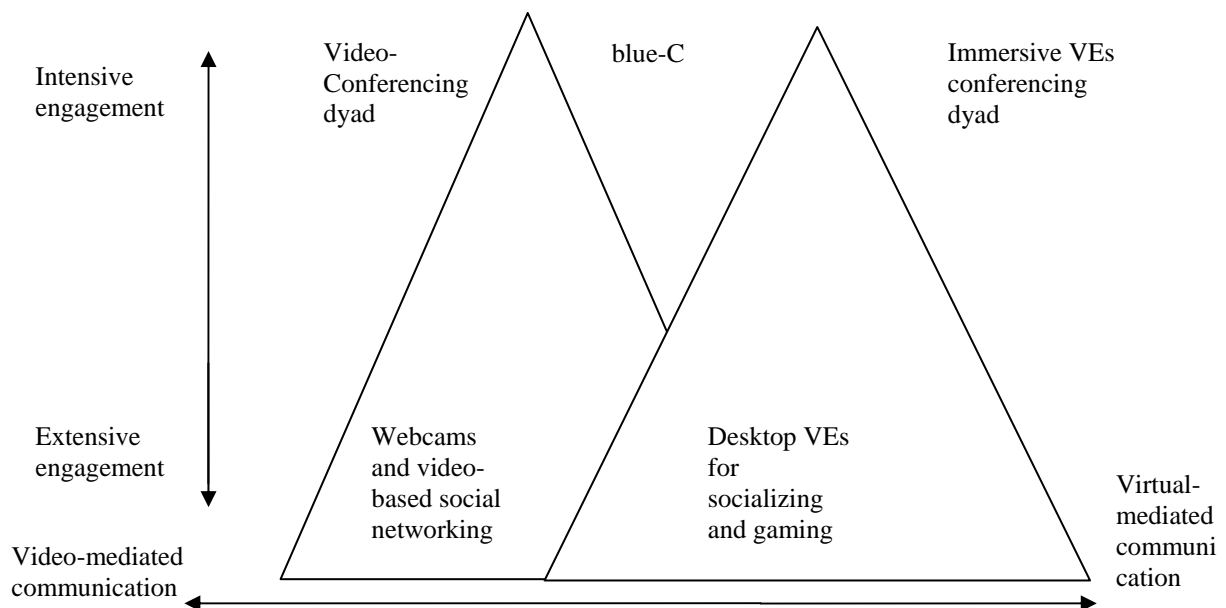 Intensive
engagement
Video-
Conferencing
dyad
blue-C
Immersive VEs
conferencing
dyad
Extensive
engagement
Webcams
and video-
based social
networking
Desktop VEs
for
socializing
and gaming
Video-mediated
communication
Virtual-
mediated
communi
cation